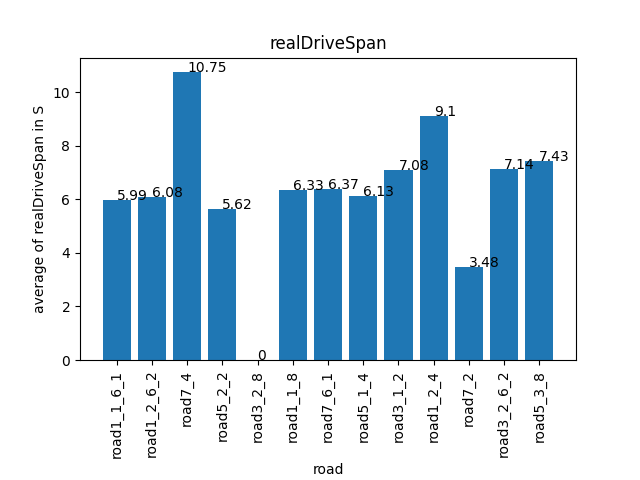 realDriveSpan
average of realDriveSpan in S
10
8
6
4
2
0
5.99
6.08
10.75
5.62
0
6.33
6.37
6.13
7.08
9.1
3.48
7.14
7.43
road1_1_6_1
road1_2_6_2
road7_4
road5_2_2
road3_2_8
road1_1_8
road7_6_1
road5_1_4
road3_1_2
road1_2_4
road7_2
road3_2_6_2
road5_3_8
road